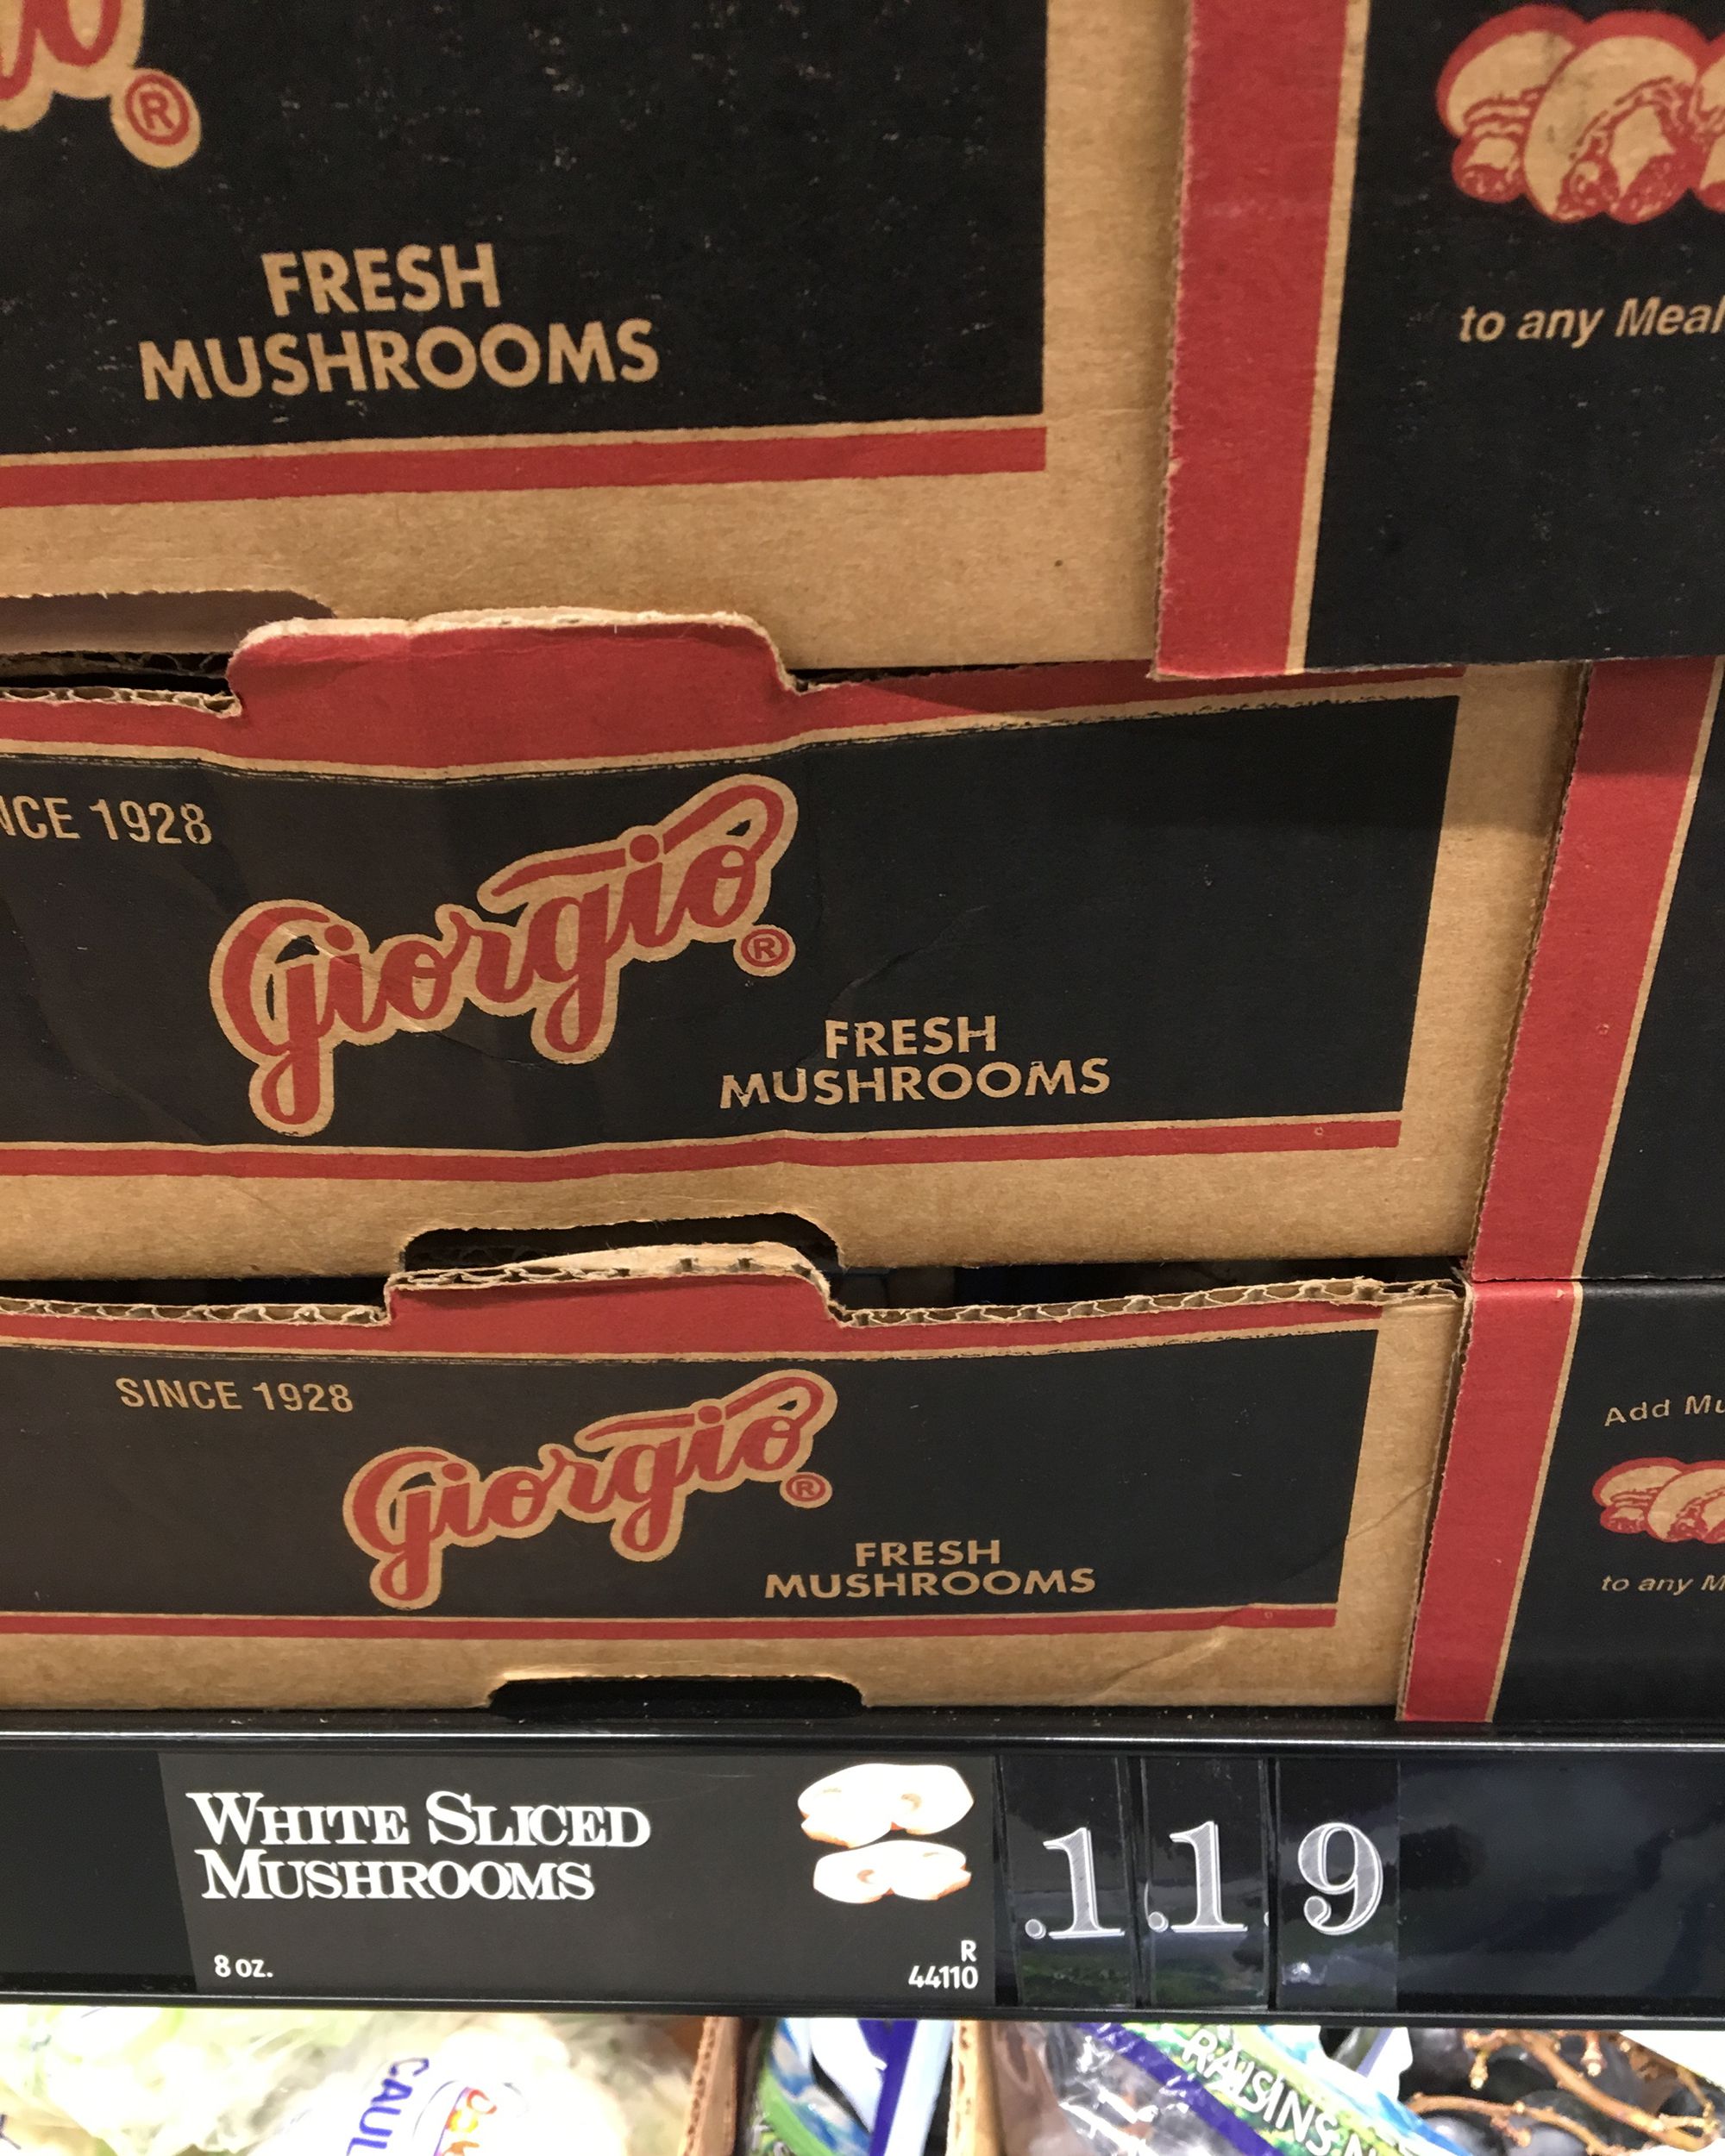 ®
FRESH
MUSHROOMS
to any Meal
NCE 1928
Giorgio®
FRESH
MUSHROOMS
SINCE 1928
Giorgio®
FRESH
MUSHROOMS
Add Mu
to any M
WHITE SLICED
MUSHROOMS
8 oz.
R
44110
.1.1.9
CAUL
RAISINS